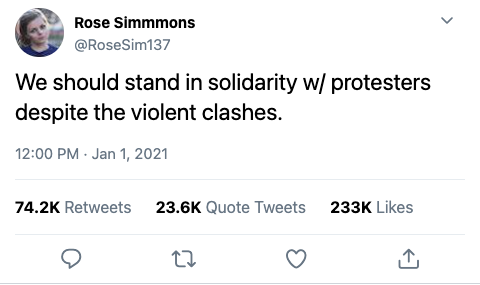 Rose Simmmons
@RoseSim137
We should stand in solidarity w/ protesters
despite the violent clashes.
12:00 PM · Jan 1, 2021
74.2K Retweets 23.6K Quote Tweets 233K Likes